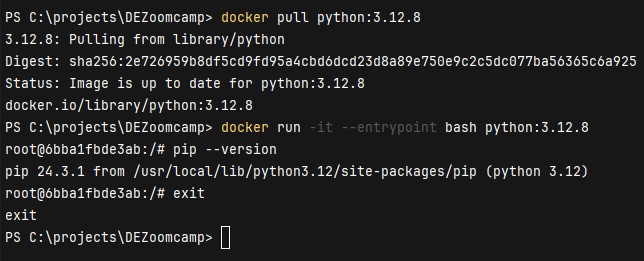 PS C:\projects\DEZoomcamp> docker pull python:3.12.8
3.12.8: Pulling from library/python
Digest: sha256:2e726959b8df5cd9fd95a4cbd6dcd23d8a89e750e9c2c5dc077ba56365c6a925
Status: Image is up to date for python:3.12.8
docker.io/library/python:3.12.8
PS C:\projects\DEZoomcamp> docker run -it --entrypoint bash python:3.12.8
root@6bba1fbde3ab:/# pip --version
pip 24.3.1 from /usr/local/lib/python3.12/site-packages/pip (python 3.12)
root@6bba1fbde3ab:/# exit
exit
PS C:\projects\DEZoomcamp>